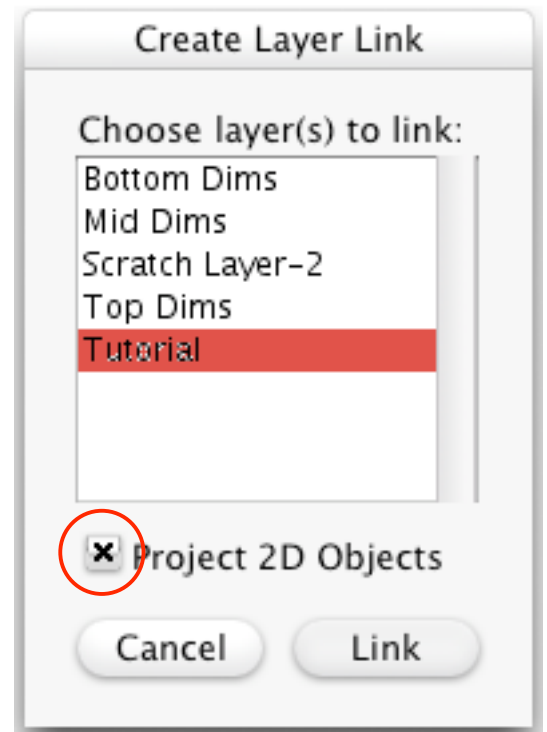 Create Layer Link
Choose layer(s) to link:
Bottom Dims
Mid Dims
Scratch Layer-2
Top Dims
Tutorial
Project 2D Objects
Cancel Link